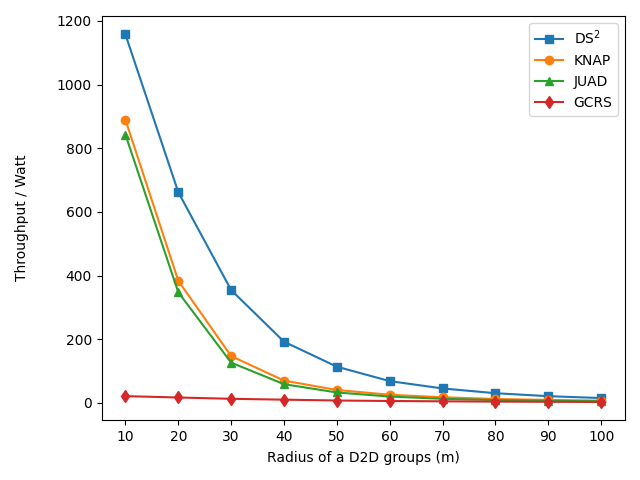 1200
1000
800
600
400
200
0
Throughput / Watt
DS²
KNAP
JUAD
GCRS
10 20 30 40 50 60 70 80 90 100
Radius of a D2D groups (m)